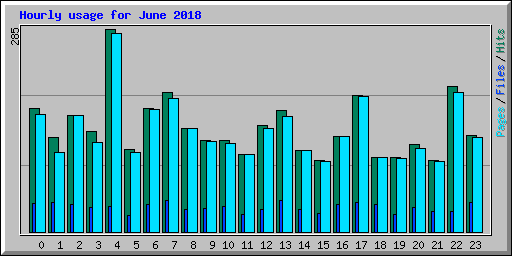 Hourly usage for June 2018
285
Pages/Files/Hits
0 1 2 3 4 5 6 7 8 9 10 11 12 13 14 15 16 17 18 19 20 21 22 23